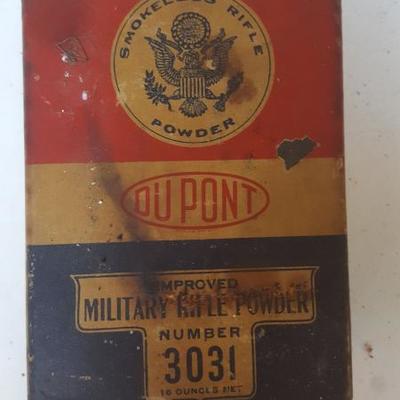 SMOKELESS RIFLE
POWDER
DU PONT
IMPROVED
MILITARY RIFLE POWDER
NUMBER
3031
16 OUNCES NET